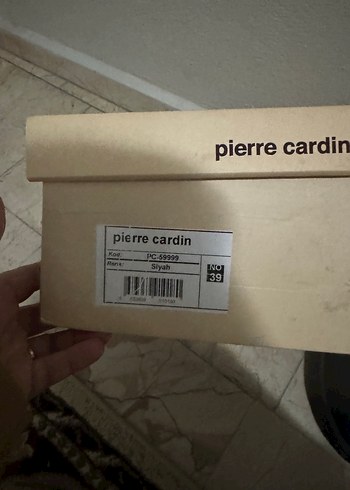 pierre cardin
pierre cardin
Kod: PC-59999
Renk: Siyah
NO
39